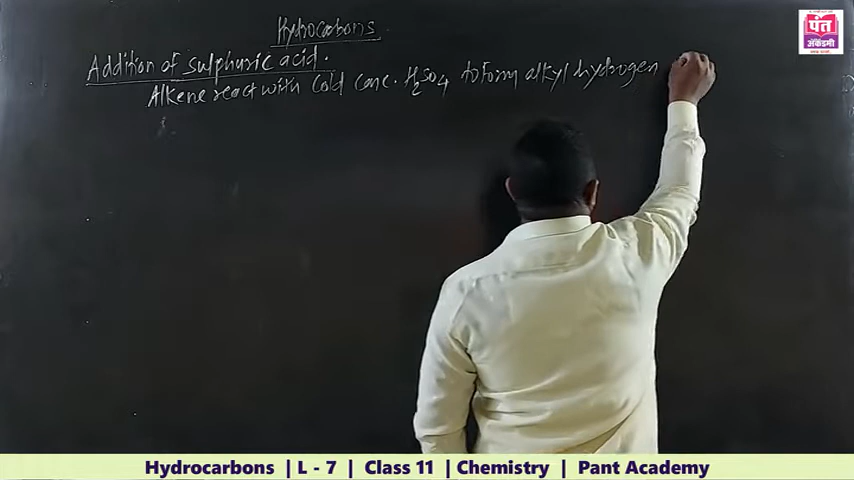 Hydrocarbons
Addition of sulphuric acid.
Alkene react with Cold conc. H2SO4 to form alkyl hydrogen
पंत
अकॅडमी
Hydrocarbons | L - 7 | Class 11 | Chemistry | Pant Academy